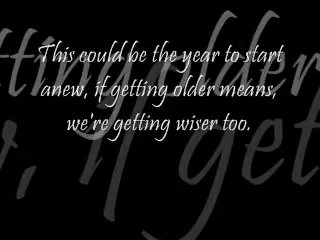 This could be the year to start
anew, if getting older means,
we're getting wiser too.